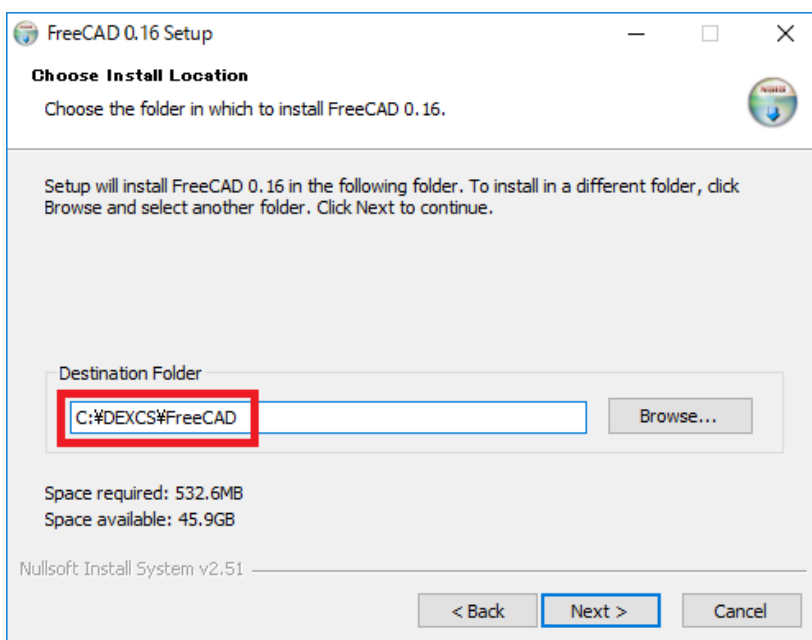 FreeCAD 0.16 Setup
Choose Install Location
Choose the folder in which to install FreeCAD 0.16.
Setup will install FreeCAD 0.16 in the following folder. To install in a different folder, click
Browse and select another folder. Click Next to continue.
Destination Folder
C:¥DEXCS¥FreeCAD
Browse...
Space required: 532.6MB
Space available: 45.9GB
Nullsoft Install System v2.51
< Back
Next >
Cancel